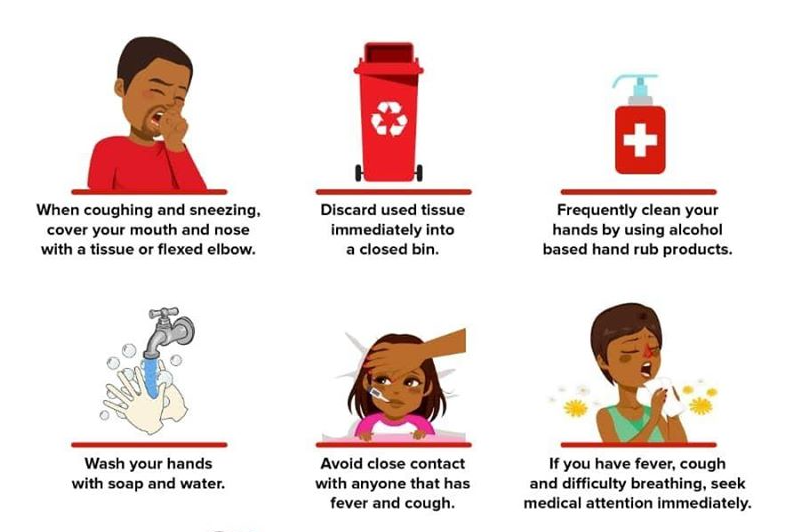 When coughing and sneezing,
cover your mouth and nose
with a tissue or flexed elbow.
Discard used tissue
immediately into
a closed bin.
Frequently clean your
hands by using alcohol
based hand rub products.
Wash your hands
with soap and water.
Avoid close contact
with anyone that has
fever and cough.
If you have fever, cough
and difficulty breathing, seek
medical attention immediately.